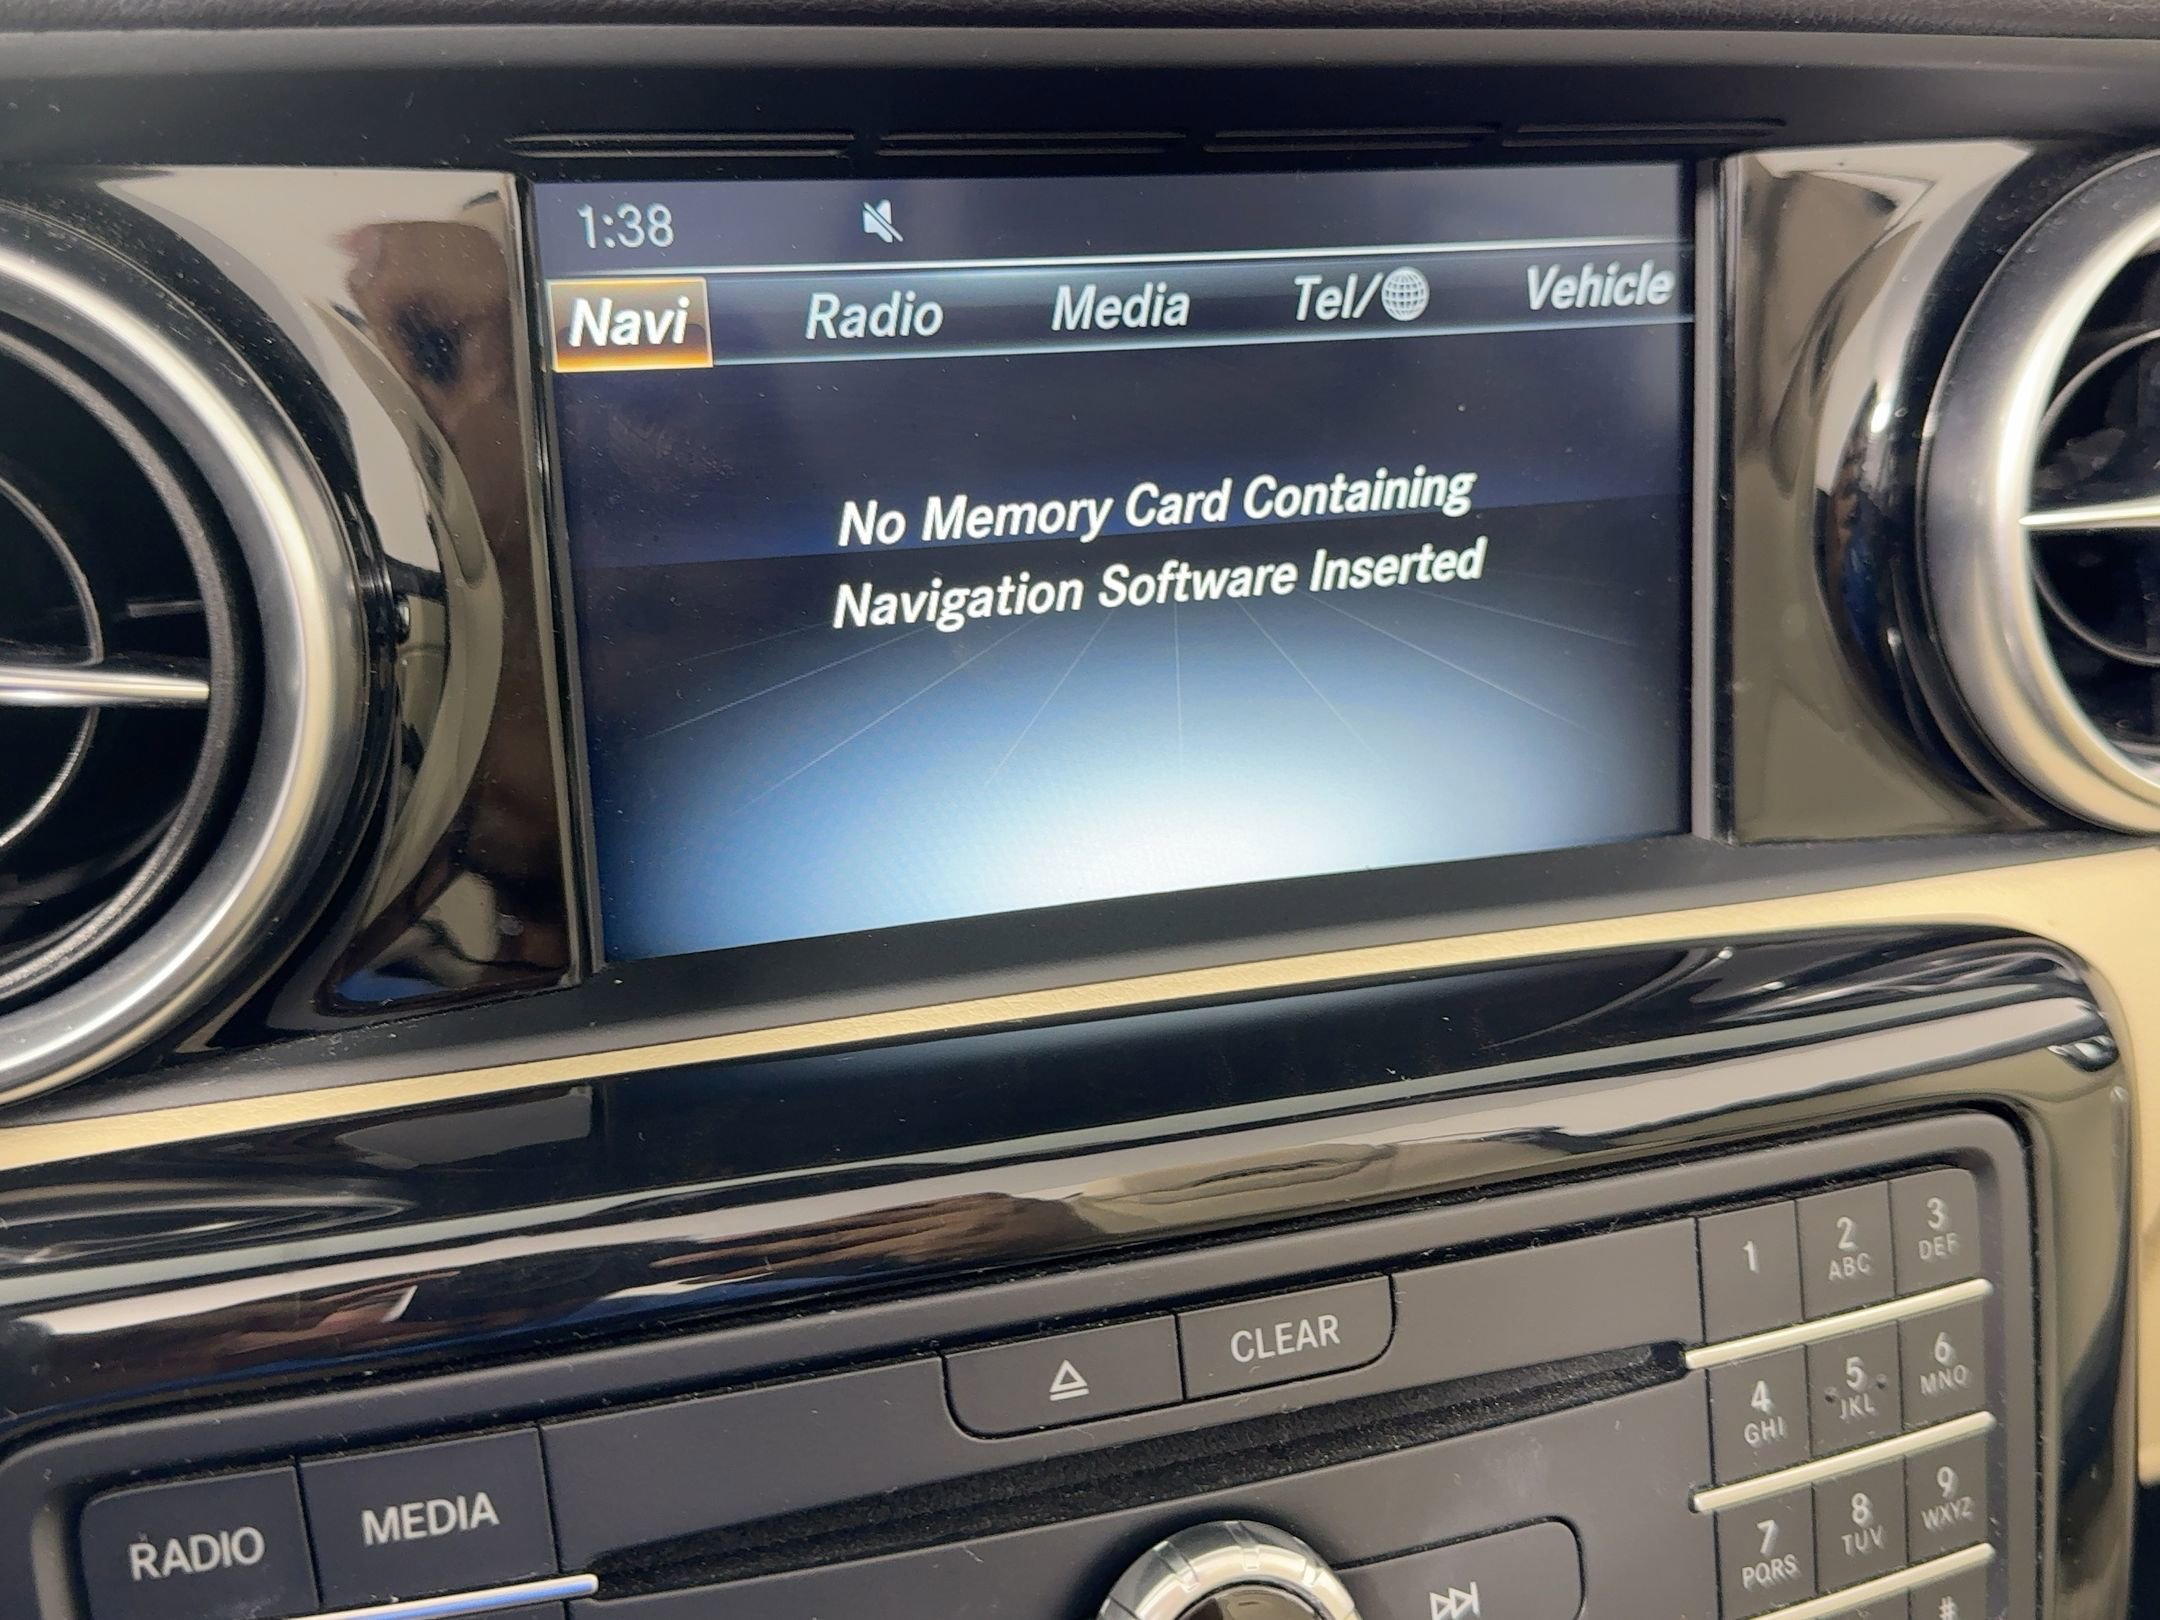 1:38
Navi Radio Media Tel/ Vehicle
No Memory Card Containing
Navigation Software Inserted
CLEAR
RADIO MEDIA
1 2 ABC 3 DEF
4 GHI 5 JKL 6 MNO
7 PQRS 8 TUV 9 WXYZ
#